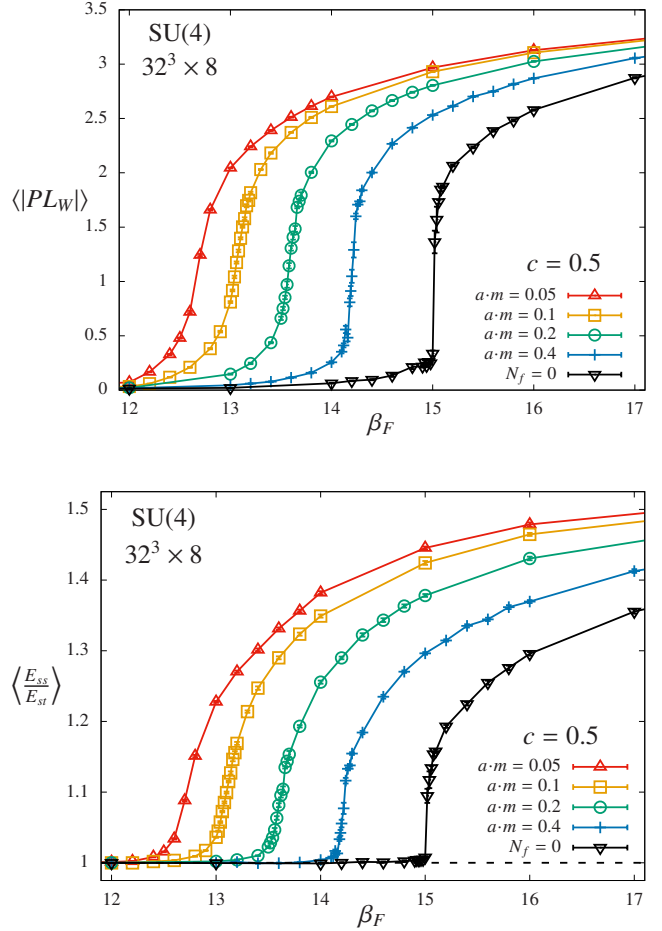 SU(4)
32³ × 8
3.5
3
2.5
2
1.5
1
0.5
0
⟨|PL_W|⟩
c = 0.5
a·m = 0.05
a·m = 0.1
a·m = 0.2
a·m = 0.4
N_f = 0
12 13 14 15 16 17
β_F
SU(4)
32³ × 8
1.5
1.4
1.3
1.2
1.1
1
⟨E_ss/E_st⟩
c = 0.5
a·m = 0.05
a·m = 0.1
a·m = 0.2
a·m = 0.4
N_f = 0
12 13 14 15 16 17
β_F